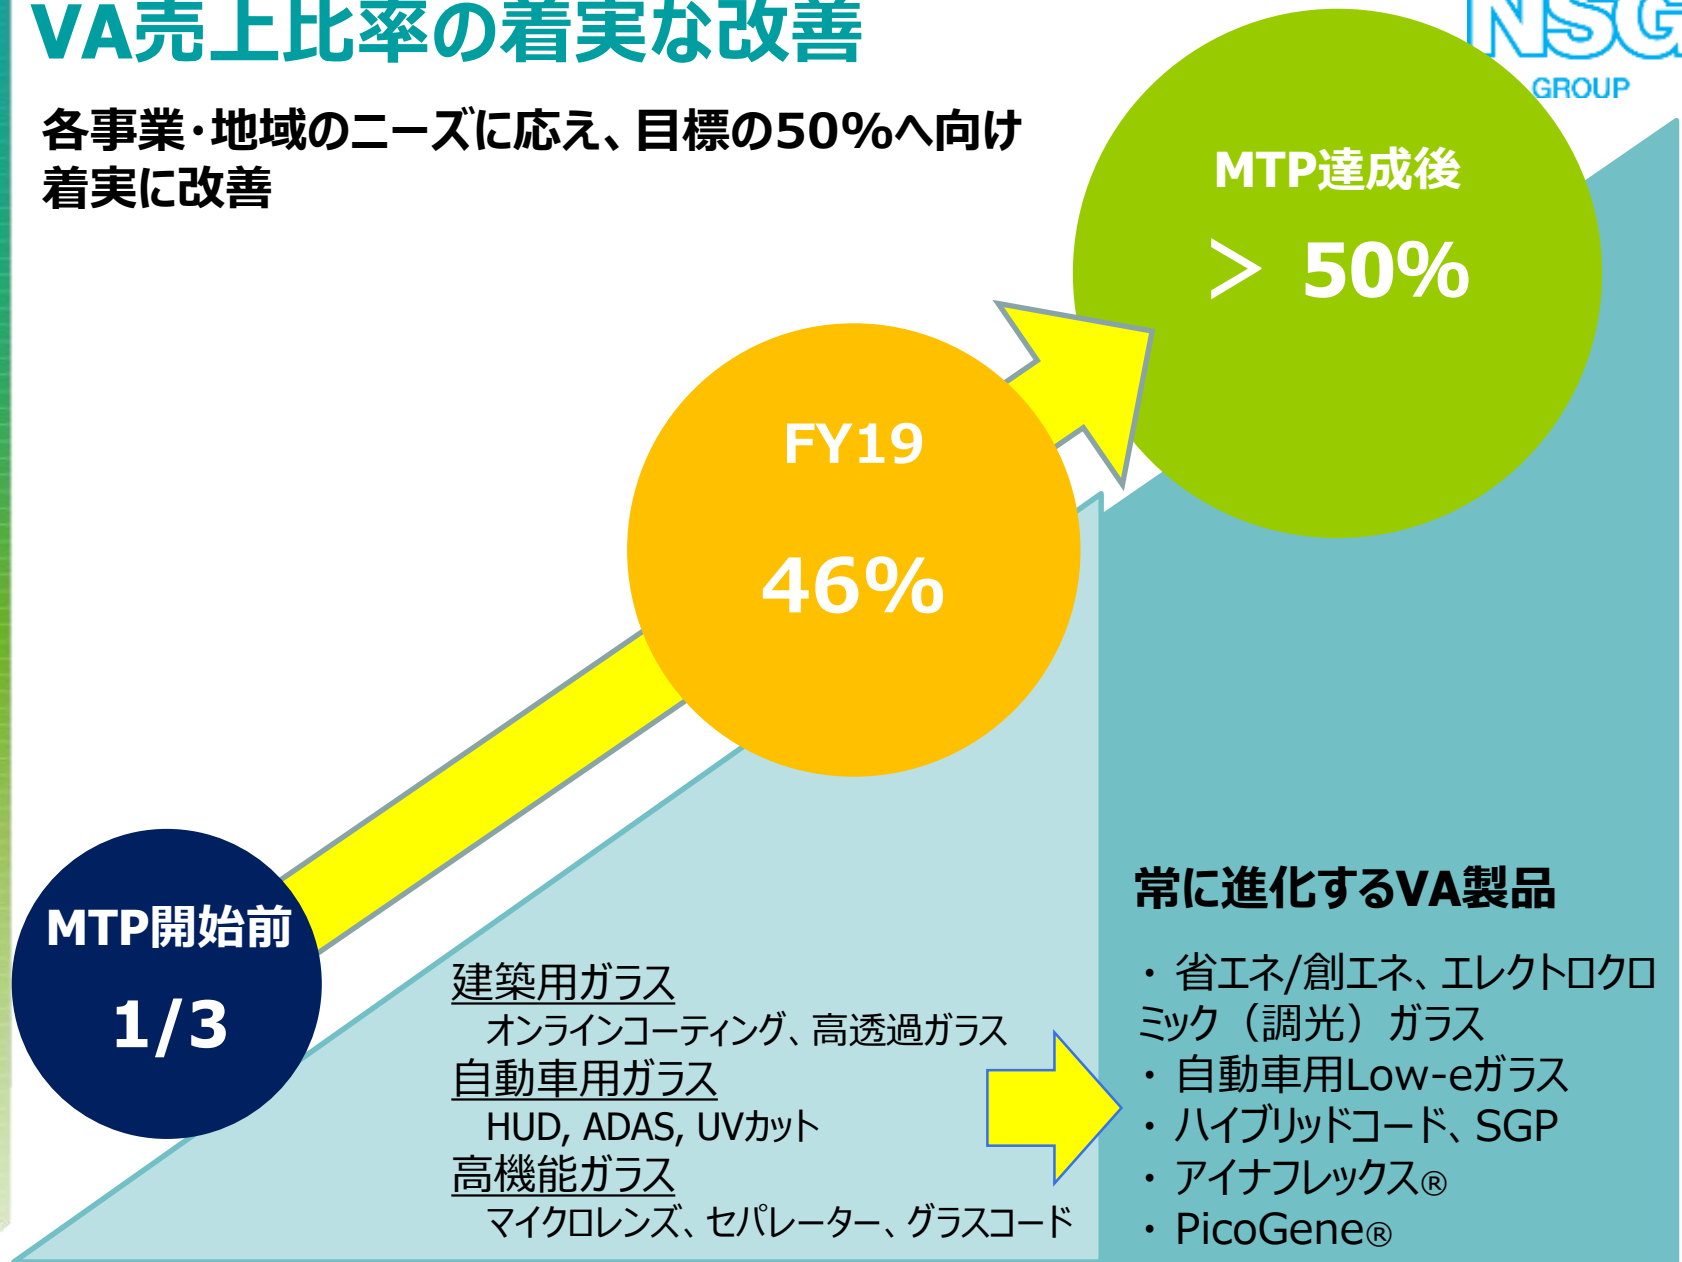 VA売上比率の着実な改善
NSG
GROUP
各事業・地域のニーズに応え、目標の50%へ向け
着実に改善
MTP達成後
＞ 50%
FY19
46%
MTP開始前
1/3
建築用ガラス
オンラインコーティング、高透過ガラス
自動車用ガラス
HUD, ADAS, UVカット
高機能ガラス
マイクロレンズ、セパレーター、グラスコード
常に進化するVA製品
・省エネ/創エネ、エレクトロクロ
ミック（調光）ガラス
・自動車用Low-eガラス
・ハイブリッドコード、SGP
・アイナフレックス®
・PicoGene®